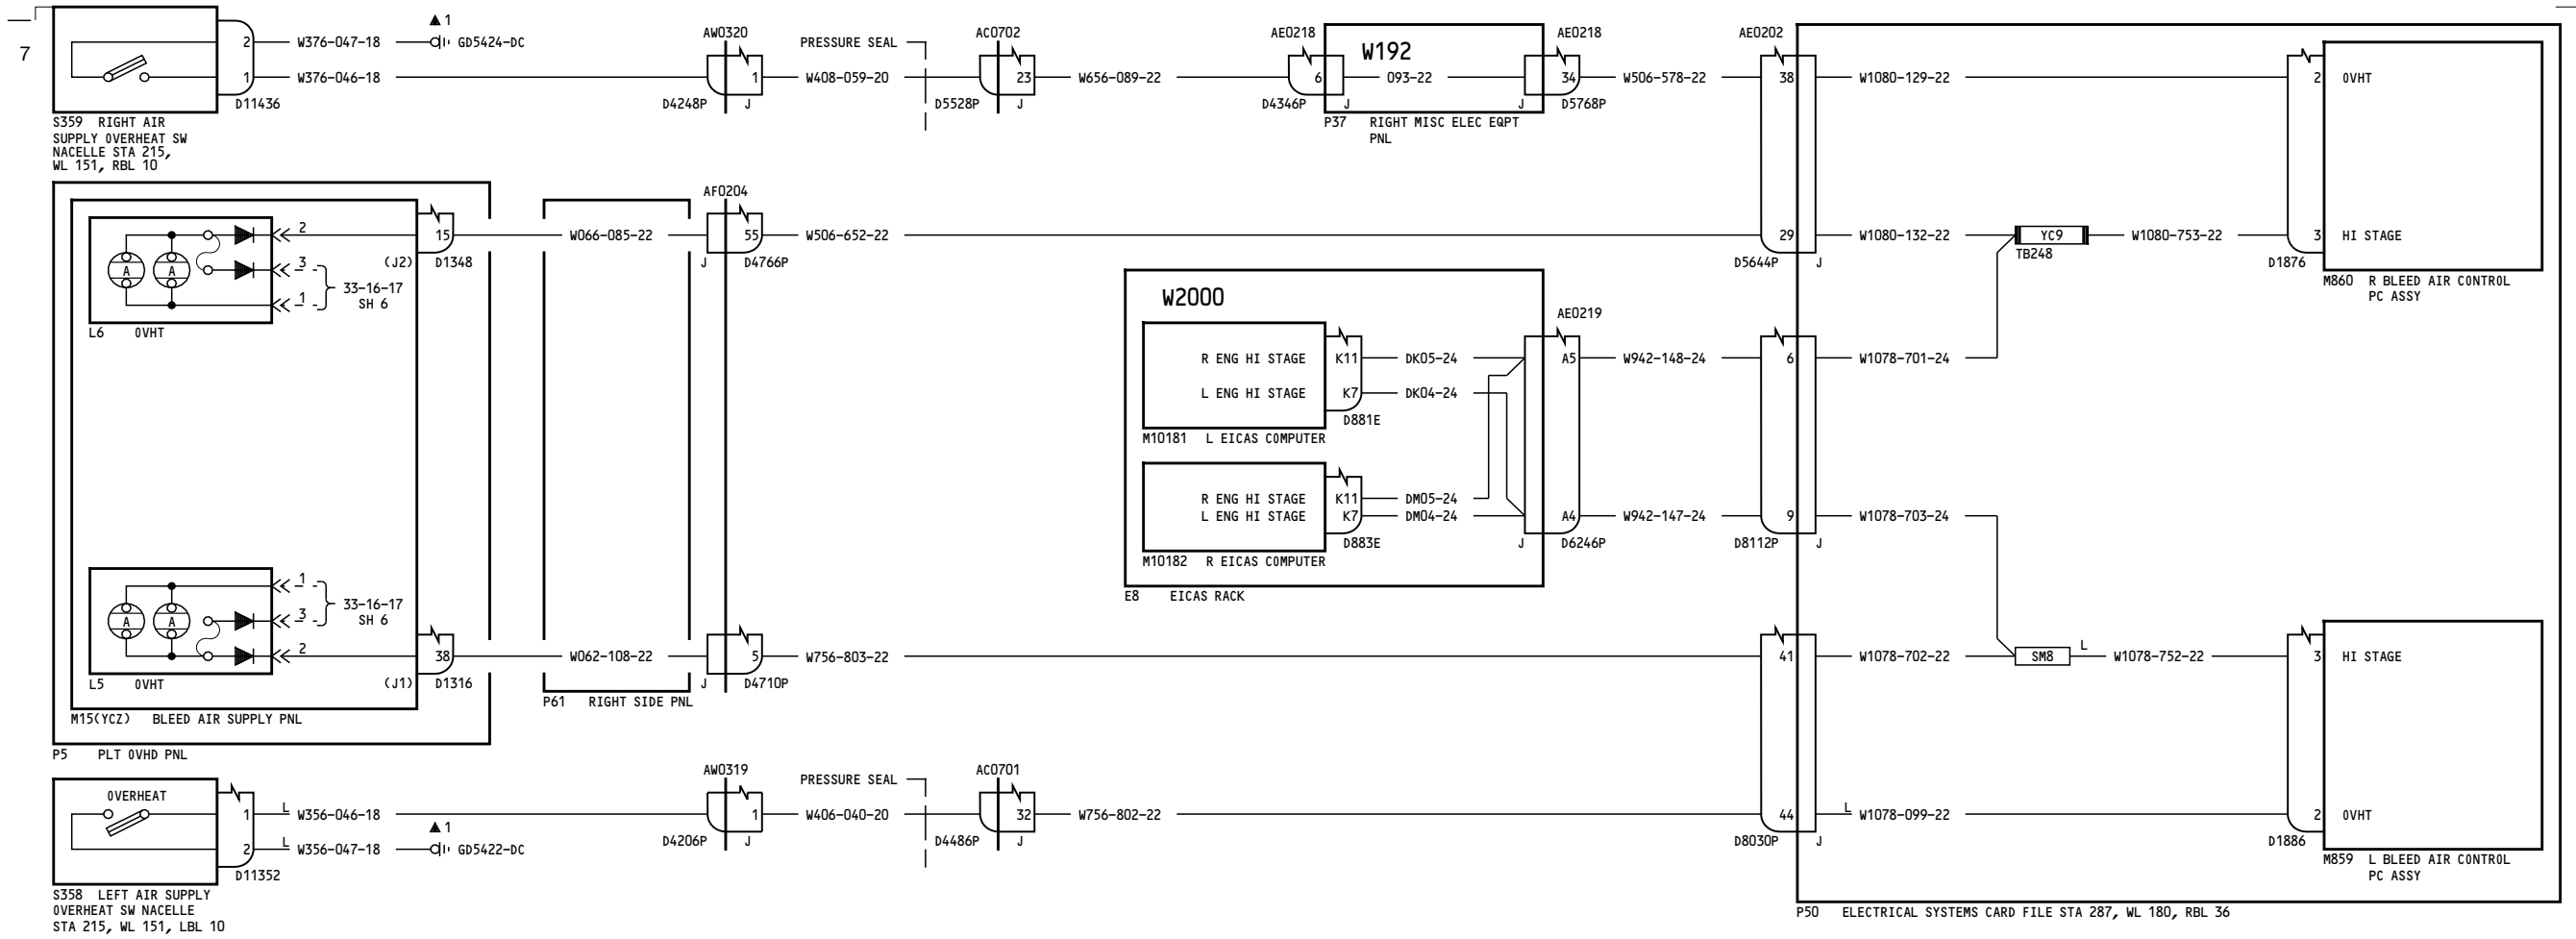 7
2 W376-047-18 ▲ 1 GD5424-DC
1 W376-046-18
D11436
S359 RIGHT AIR
SUPPLY OVERHEAT SW
NACELLE STA 215,
WL 151, RBL 10
AW0320
1
D4248P J
PRESSURE SEAL
W408-059-20
AC0702
23
D5528P J
W656-089-22
AE0218
6
D4346P J
W192
093-22
P37 RIGHT MISC ELEC EQPT
PNL
AE0218
34
J D5768P
W506-578-22
AE0202
38 W1080-129-22
2 OVHT
2
15
(J2) D1348
W066-085-22
AF0204
55
J D4766P
W506-652-22
29 W1080-132-22
D5644P J
YC9
TB248
W1080-753-22
3 HI STAGE
D1876
M860 R BLEED AIR CONTROL
PC ASSY
A A
3
1
33-16-17
SH 6
L6 OVHT
W2000
R ENG HI STAGE K11 DK05-24
L ENG HI STAGE K7 DK04-24
D881E
M10181 L EICAS COMPUTER
R ENG HI STAGE K11 DM05-24
L ENG HI STAGE K7 DM04-24
D883E
M10182 R EICAS COMPUTER
E8 EICAS RACK
AE0219
A5 W942-148-24
A4 W942-147-24
J D6246P
6 W1078-701-24
9 W1078-703-24
D8112P J
1
3
33-16-17
SH 6
A A
2
L5 OVHT
38
(J1) D1316
W062-108-22
P61 RIGHT SIDE PNL
5
J D4710P
W756-803-22
41 W1078-702-22
SM8 L W1078-752-22
3 HI STAGE
M15(YCZ) BLEED AIR SUPPLY PNL
P5 PLT OVHD PNL
OVERHEAT
1 L W356-046-18
2 L W356-047-18 ▲ 1 GD5422-DC
D11352
S358 LEFT AIR SUPPLY
OVERHEAT SW NACELLE
STA 215, WL 151, LBL 10
AW0319
1
D4206P J
PRESSURE SEAL
W406-040-20
AC0701
32
D4486P J
W756-802-22
44 L W1078-099-22
D8030P J
2 OVHT
D1886
M859 L BLEED AIR CONTROL
PC ASSY
P50 ELECTRICAL SYSTEMS CARD FILE STA 287, WL 180, RBL 36